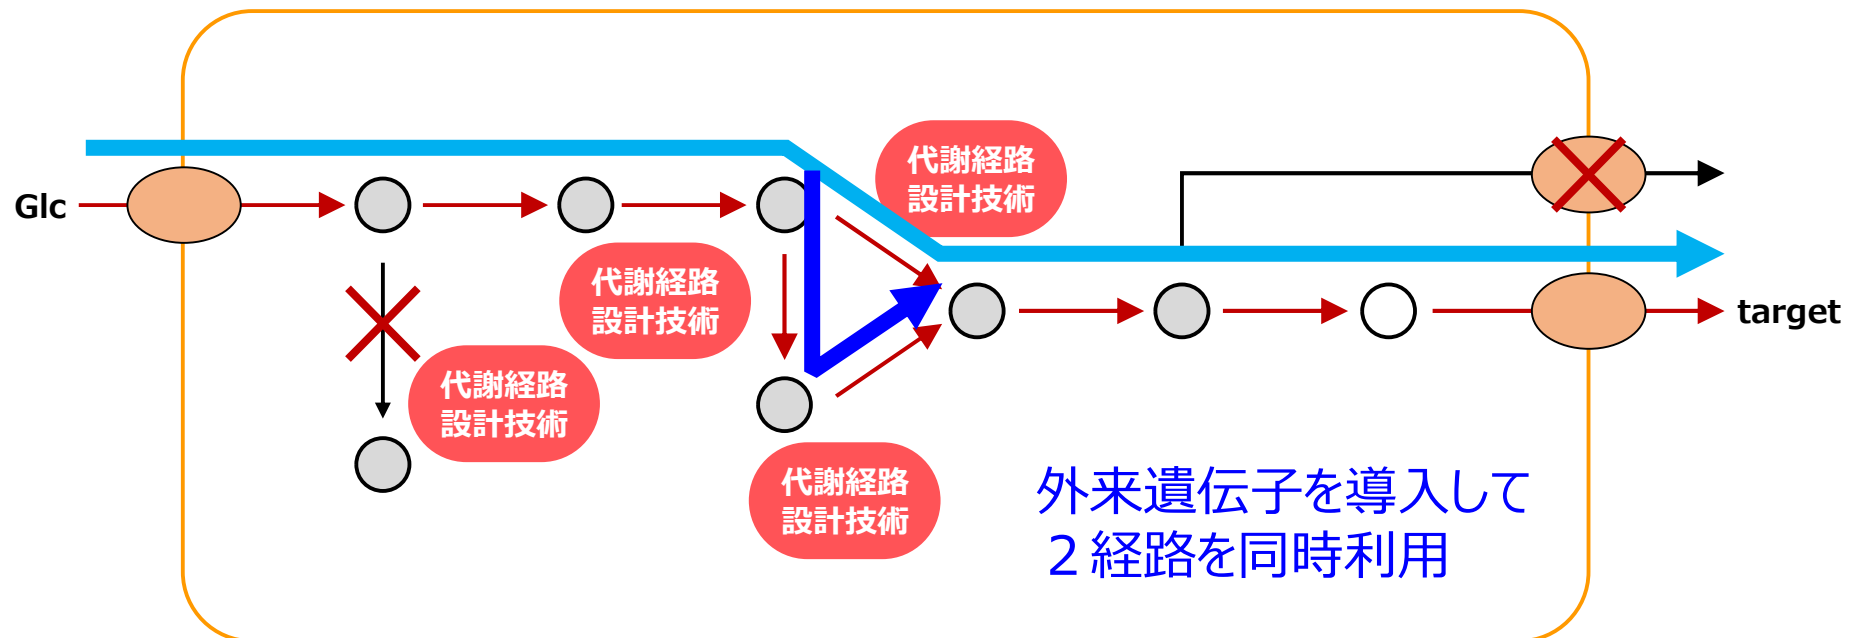 代謝経路
設計技術
Glc
代謝経路
設計技術
target
代謝経路
設計技術
代謝経路
設計技術
外来遺伝子を導入して
２経路を同時利用